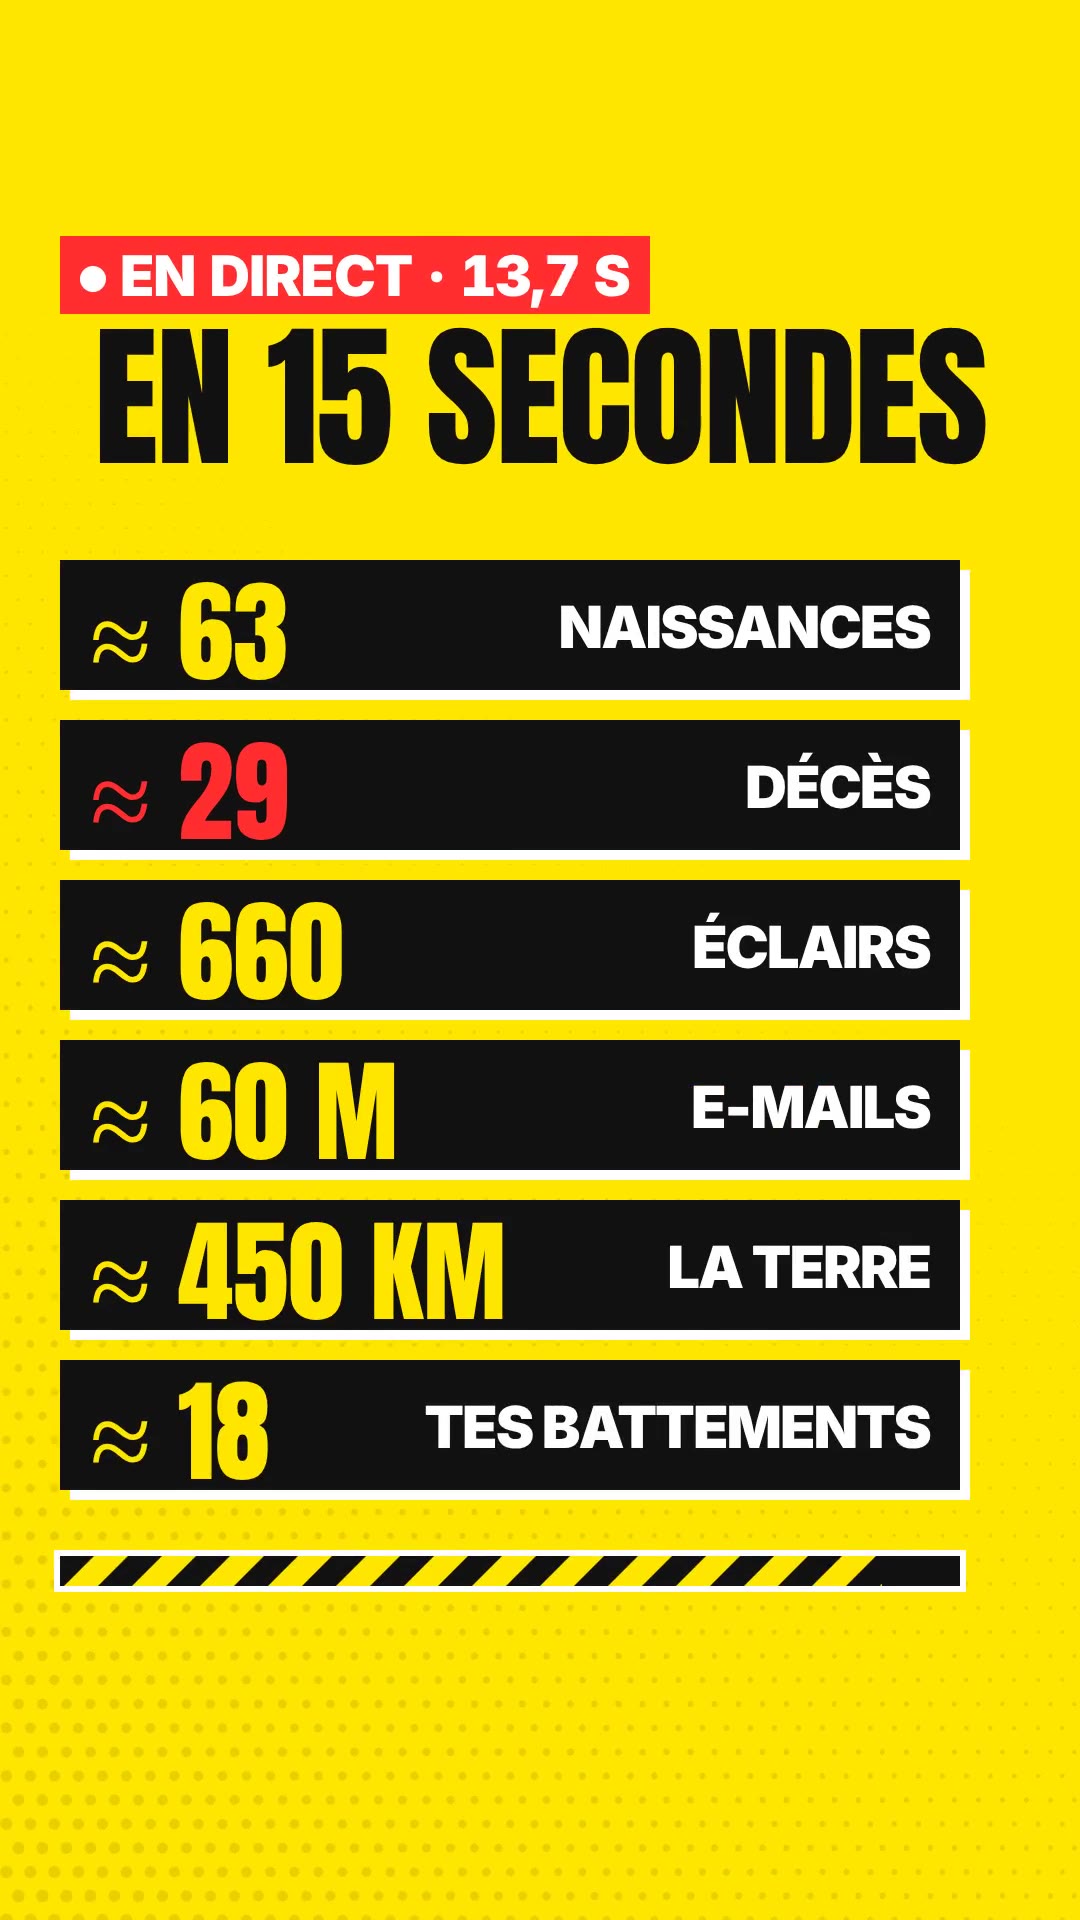 ● EN DIRECT · 13,7 S
EN 15 SECONDES
≈ 63 NAISSANCES
≈ 29 DÉCÈS
≈ 660 ÉCLAIRS
≈ 60 M E-MAILS
≈ 450 KM LA TERRE
≈ 18 TES BATTEMENTS